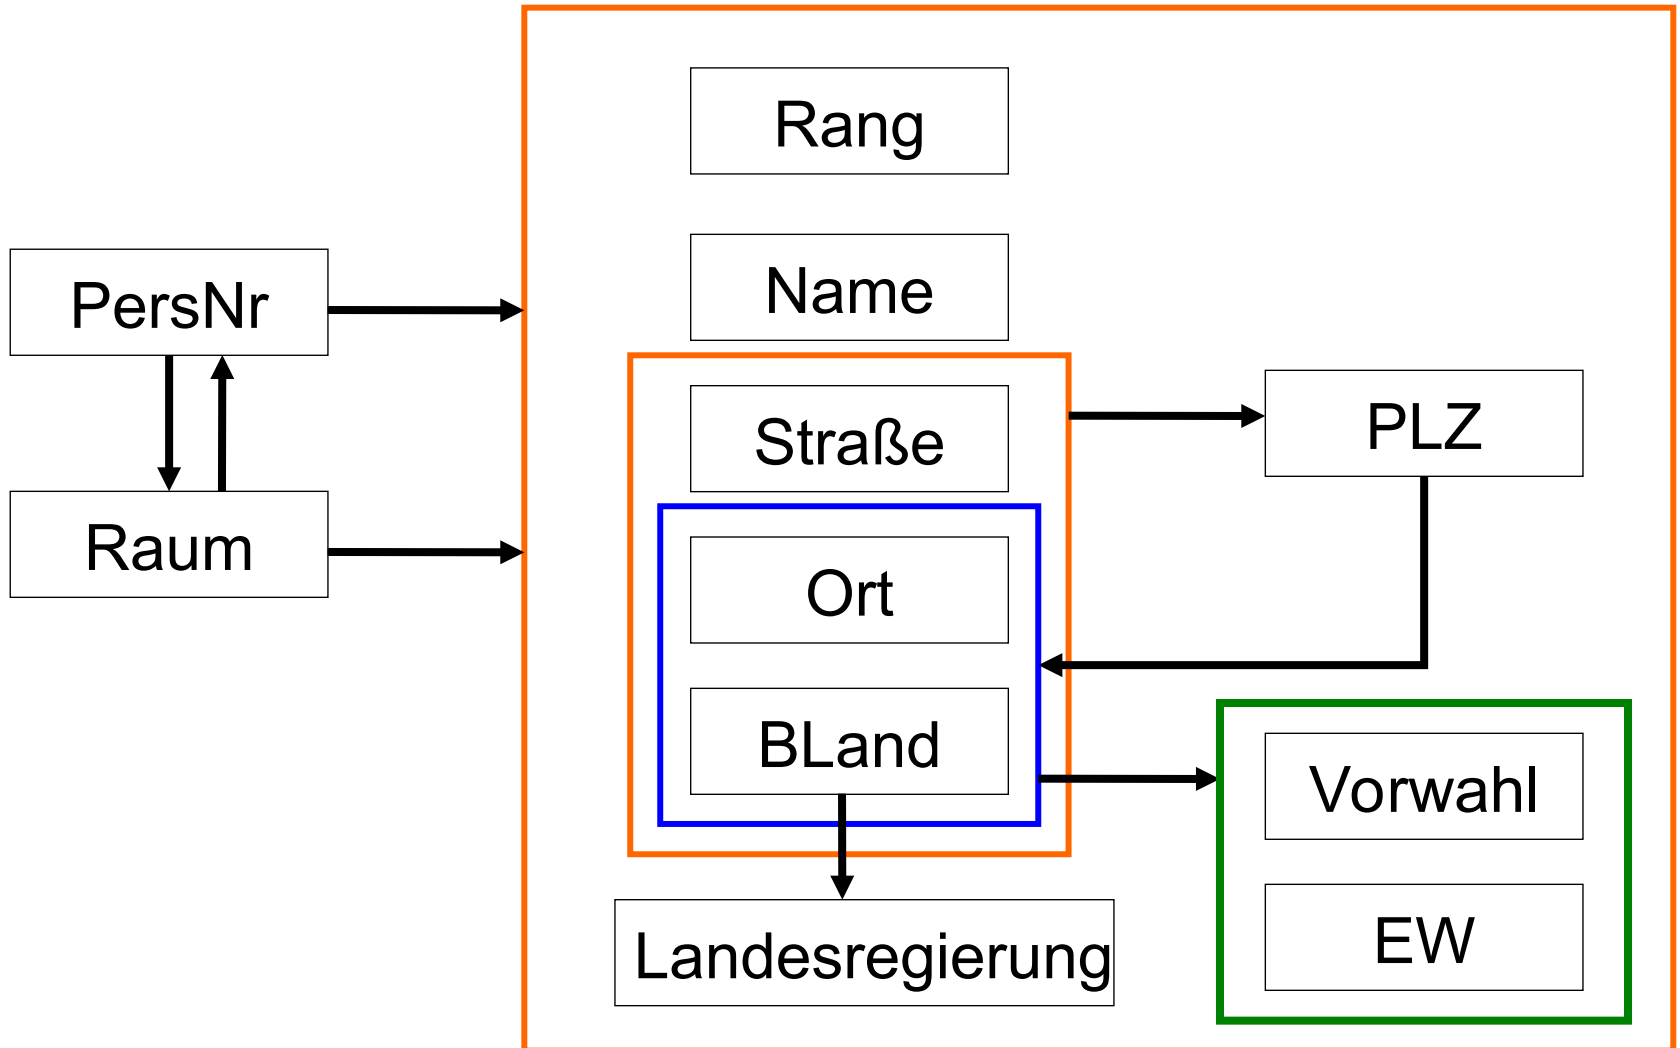 Rang
Name
PersNr
Straße
PLZ
Raum
Ort
BLand
Vorwahl
EW
Landesregierung